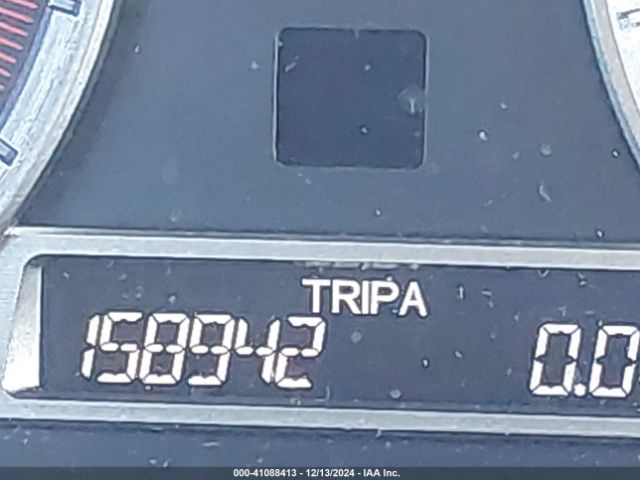 TRIPA
158942 0.0
000-41088413 - 12/13/2024 - IAA Inc.